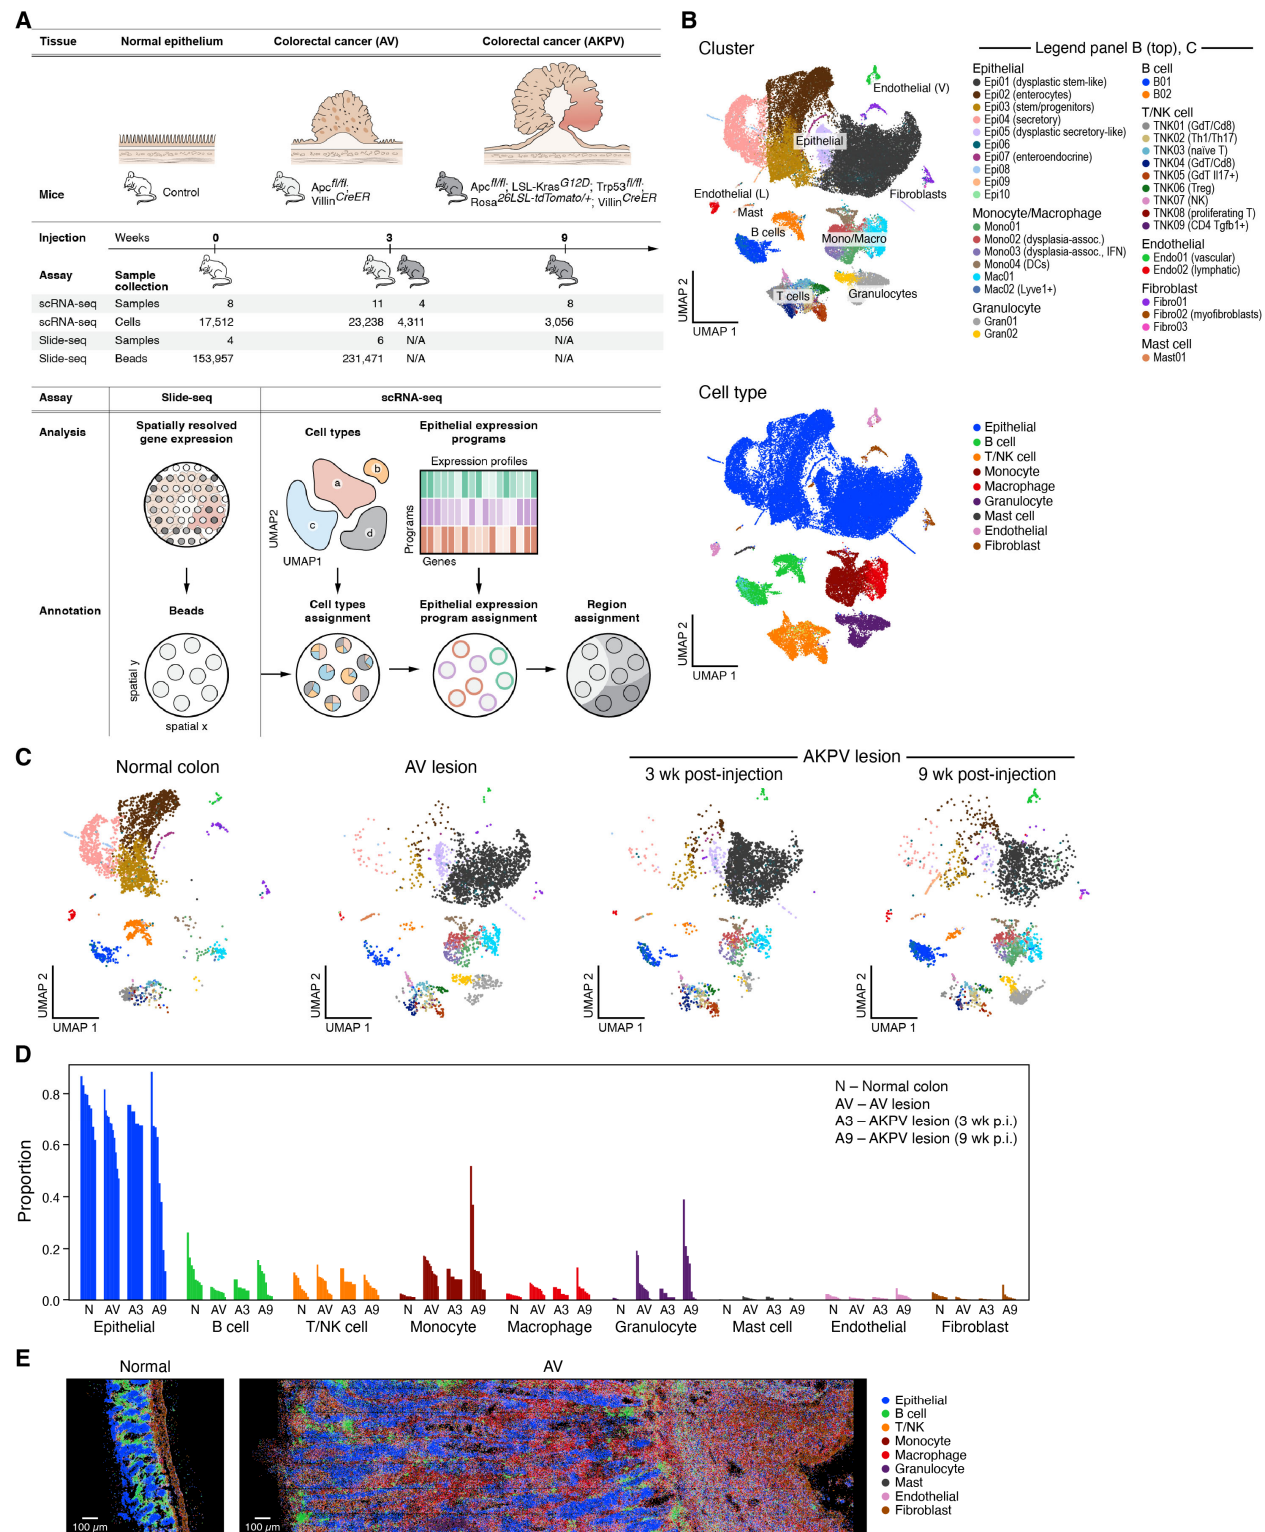 A
Tissue Normal epithelium Colorectal cancer (AV) Colorectal cancer (AKPV)
Mice Control Apcfl/fl; VillinCreER Apcfl/fl; LSL-KrasG12D; Trp53fl/fl; Rosa26LSL-tdTomato/+; VillinCreER
Injection Weeks 0 3 9
Assay Sample collection
scRNA-seq Samples 8 11 4 8
scRNA-seq Cells 17,512 23,238 4,311 3,056
Slide-seq Samples 4 6 N/A N/A
Slide-seq Beads 153,957 231,471 N/A N/A
Assay Slide-seq scRNA-seq
Analysis
Spatially resolved gene expression
Cell types
Epithelial expression programs
Expression profiles
a
b
c
d
UMAP2
UMAP1
Programs
Genes
Annotation
Beads
Cell types assignment
Epithelial expression program assignment
Region assignment
spatial y
spatial x
B
Cluster
Endothelial (V)
Epithelial
Endothelial (L)
Fibroblasts
Mast
B cells
Mono/Macro
T cells
Granulocytes
UMAP 2
UMAP 1
Legend panel B (top), C
Epithelial
Epi01 (dysplastic stem-like)
Epi02 (enterocytes)
Epi03 (stem/progenitors)
Epi04 (secretory)
Epi05 (dysplastic secretory-like)
Epi06
Epi07 (enteroendocrine)
Epi08
Epi09
Epi10
Monocyte/Macrophage
Mono01
Mono02 (dysplasia-assoc.)
Mono03 (dysplasia-assoc., IFN)
Mono04 (DCs)
Mac01
Mac02 (Lyve1+)
Granulocyte
Gran01
Gran02
B cell
B01
B02
T/NK cell
TNK01 (GdT/Cd8)
TNK02 (Th1/Th17)
TNK03 (naïve T)
TNK04 (GdT/Cd8)
TNK05 (GdT Il17+)
TNK06 (Treg)
TNK07 (NK)
TNK08 (proliferating T)
TNK09 (CD4 Tgfb1+)
Endothelial
Endo01 (vascular)
Endo02 (lymphatic)
Fibroblast
Fibro01
Fibro02 (myofibroblasts)
Fibro03
Mast cell
Mast01
Cell type
UMAP 2
UMAP 1
Epithelial
B cell
T/NK cell
Monocyte
Macrophage
Granulocyte
Mast cell
Endothelial
Fibroblast
C
Normal colon
AV lesion
AKPV lesion
3 wk post-injection
9 wk post-injection
UMAP 2
UMAP 1
UMAP 2
UMAP 1
UMAP 2
UMAP 1
UMAP 2
UMAP 1
D
Proportion
0.8
0.6
0.4
0.2
0.0
N – Normal colon
AV – AV lesion
A3 – AKPV lesion (3 wk p.i.)
A9 – AKPV lesion (9 wk p.i.)
N AV A3 A9 N AV A3 A9 N AV A3 A9 N AV A3 A9 N AV A3 A9 N AV A3 A9 N AV A3 A9 N AV A3 A9 N AV A3 A9
Epithelial B cell T/NK cell Monocyte Macrophage Granulocyte Mast cell Endothelial Fibroblast
E
Normal
AV
100 µm
100 µm
Epithelial
B cell
T/NK
Monocyte
Macrophage
Granulocyte
Mast
Endothelial
Fibroblast